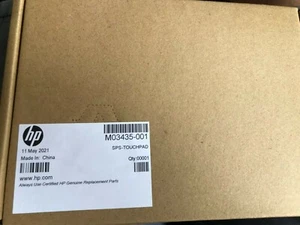 hp
M03435-001
11 May 2021
SPS-TOUCHPAD
Made In: China
Qty:00001
www.hp.com
Always Use Certified HP Genuine Replacement Parts